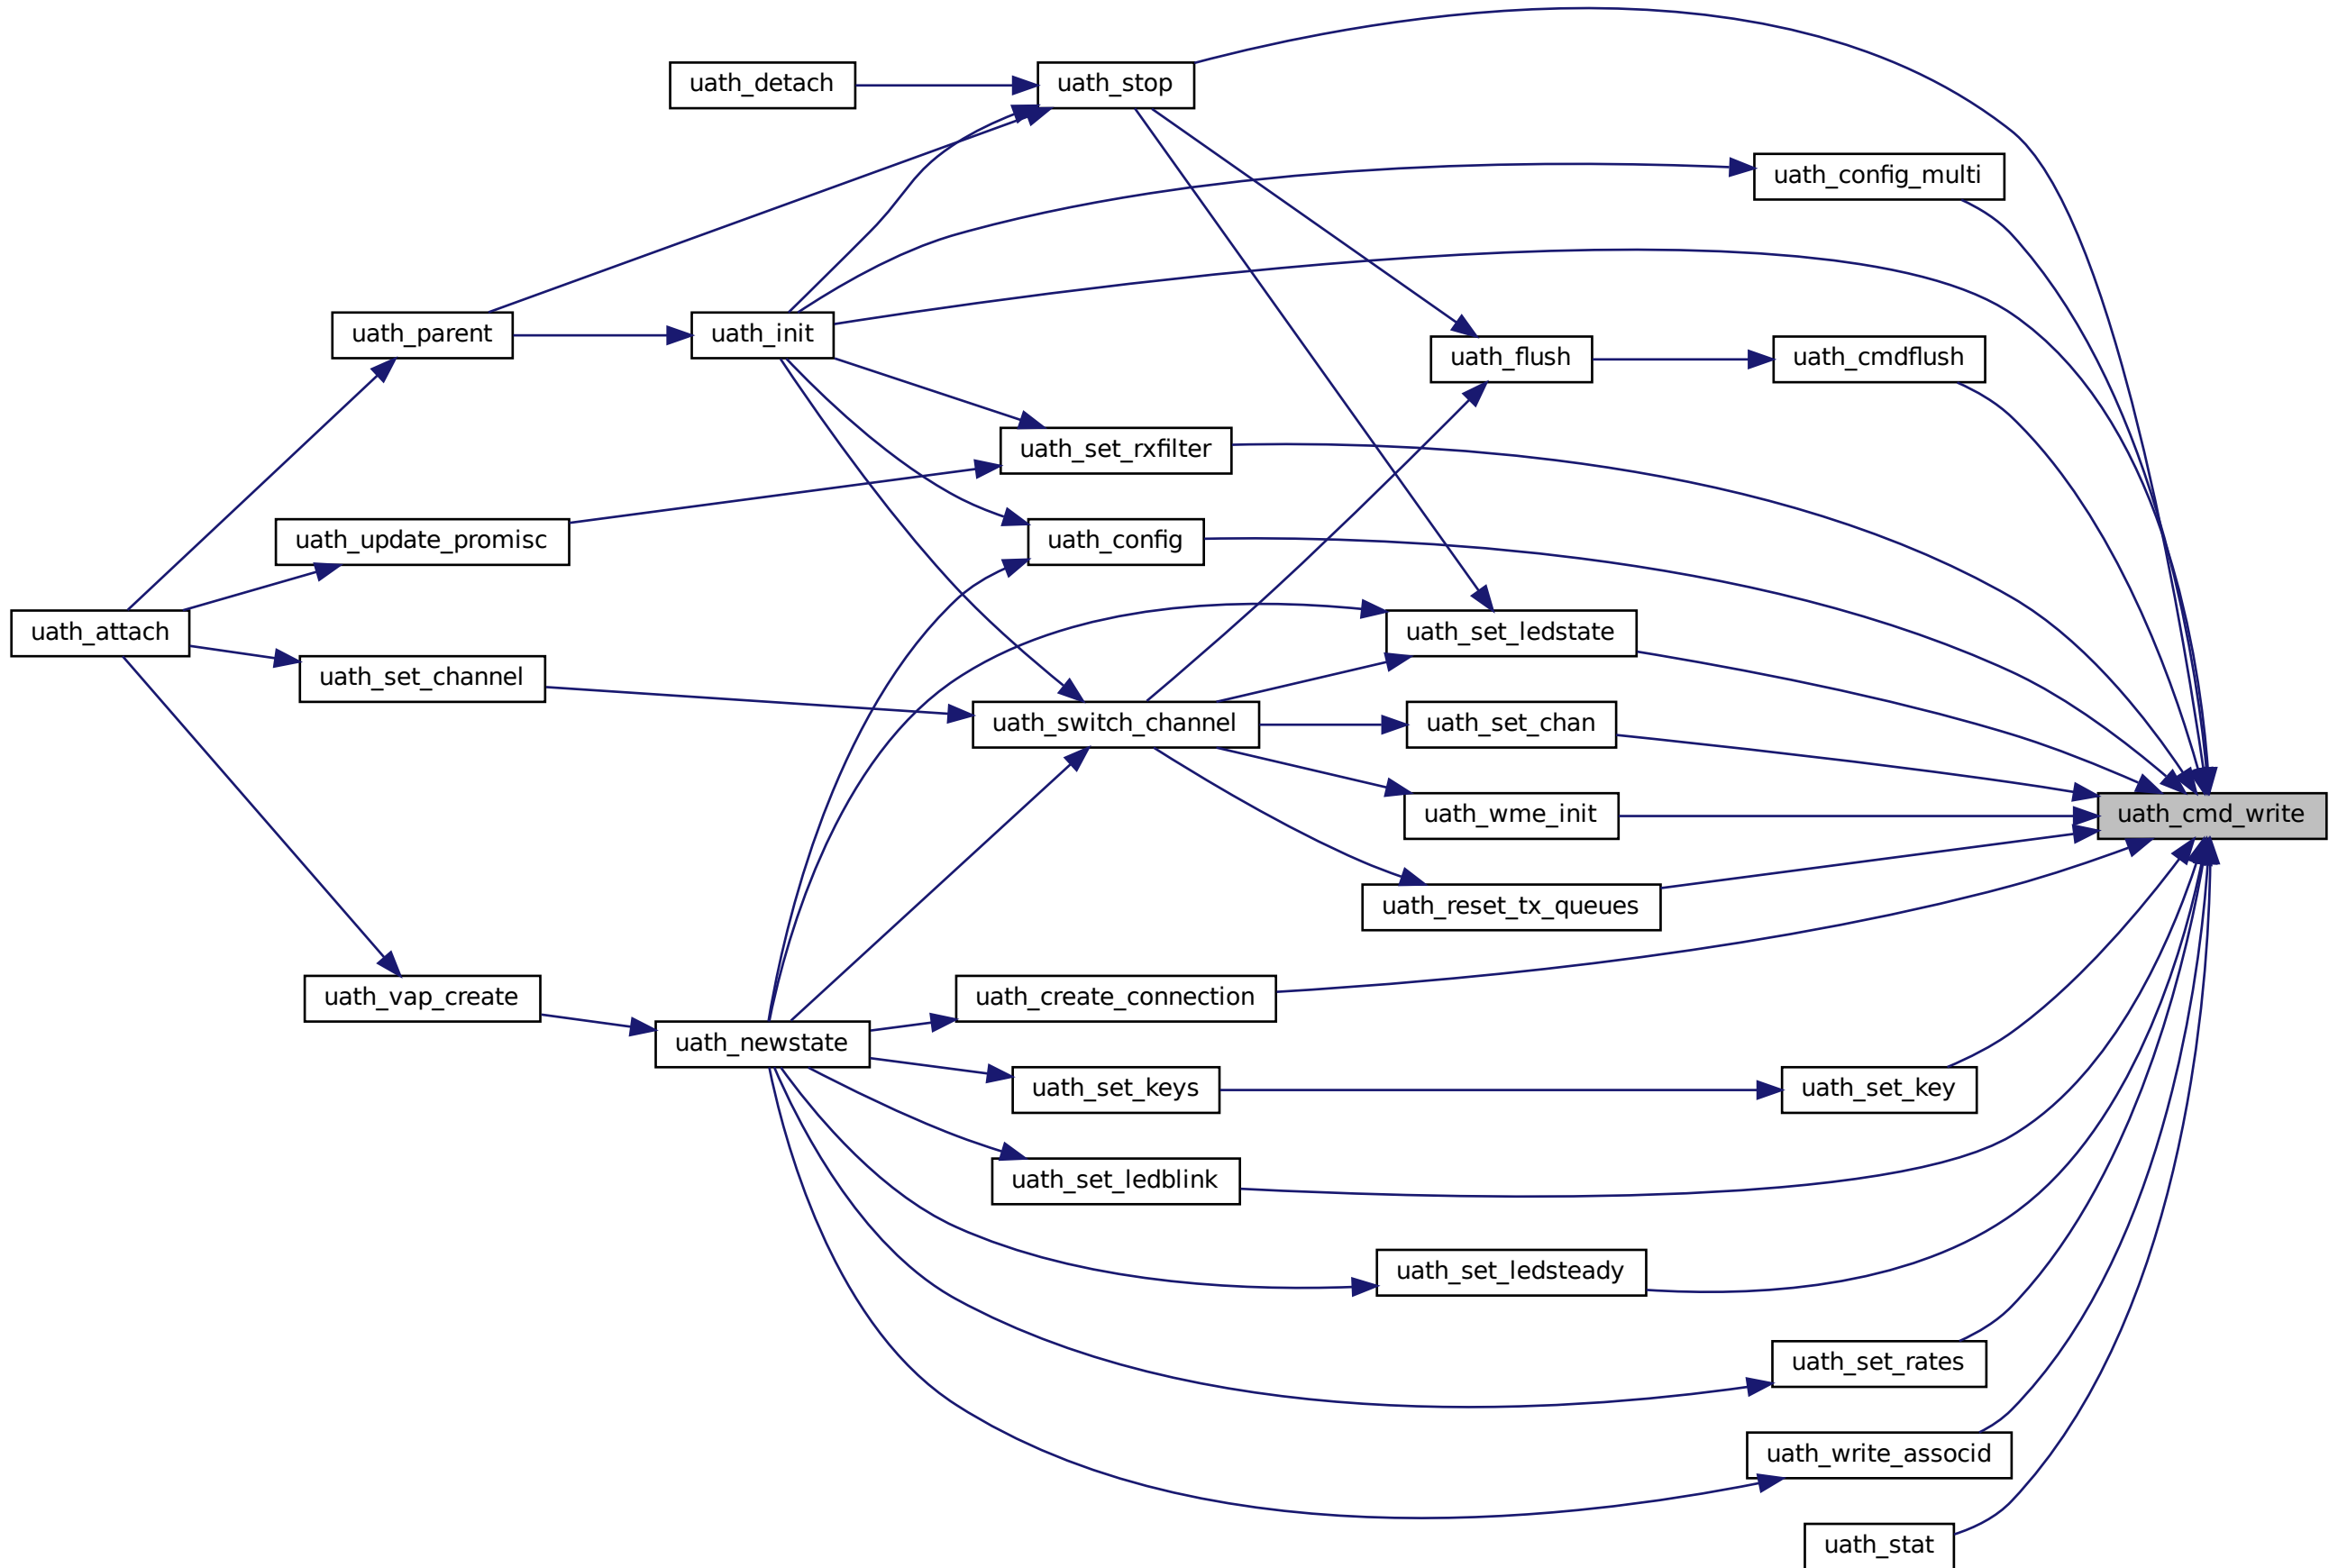 uath_detach
uath_stop
uath_config_multi
uath_parent
uath_init
uath_flush
uath_cmdflush
uath_set_rxfilter
uath_update_promisc
uath_config
uath_attach
uath_set_ledstate
uath_set_channel
uath_switch_channel
uath_set_chan
uath_wme_init
uath_cmd_write
uath_reset_tx_queues
uath_vap_create
uath_create_connection
uath_newstate
uath_set_keys
uath_set_key
uath_set_ledblink
uath_set_ledsteady
uath_set_rates
uath_write_associd
uath_stat